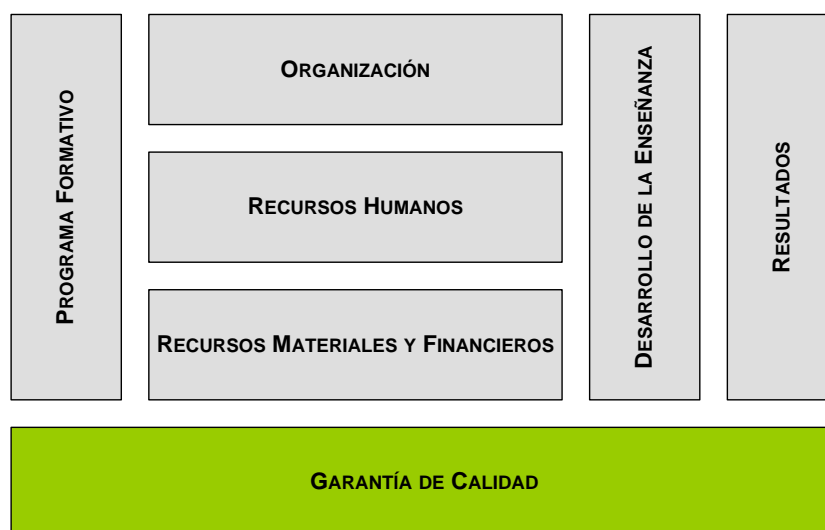 PROGRAMA FORMATIVO
ORGANIZACIÓN
RECURSOS HUMANOS
RECURSOS MATERIALES Y FINANCIEROS
DESARROLLO DE LA ENSEÑANZA
RESULTADOS
GARANTÍA DE CALIDAD